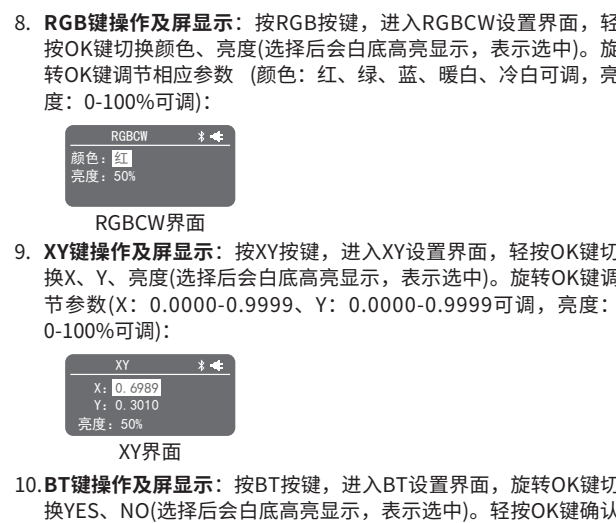 8. RGB键操作及屏显示：按RGB按键，进入RGBCW设置界面，轻
按OK键切换颜色、亮度(选择后会白底高亮显示，表示选中)。旋
转OK键调节相应参数 (颜色：红、绿、蓝、暖白、冷白可调，亮
度：0-100%可调)：
RGBCW
颜色：红
亮度：50%
RGBCW界面
9. XY键操作及屏显示：按XY按键，进入XY设置界面，轻按OK键切
换X、Y、亮度(选择后会白底高亮显示，表示选中)。旋转OK键调
节参数(X：0.0000-0.9999、Y：0.0000-0.9999可调，亮度：
0-100%可调)：
XY
X：0.6989
Y：0.3010
亮度：50%
XY界面
10.BT键操作及屏显示：按BT按键，进入BT设置界面，旋转OK键切
换YES、NO(选择后会白底高亮显示，表示选中)。轻按OK键确认